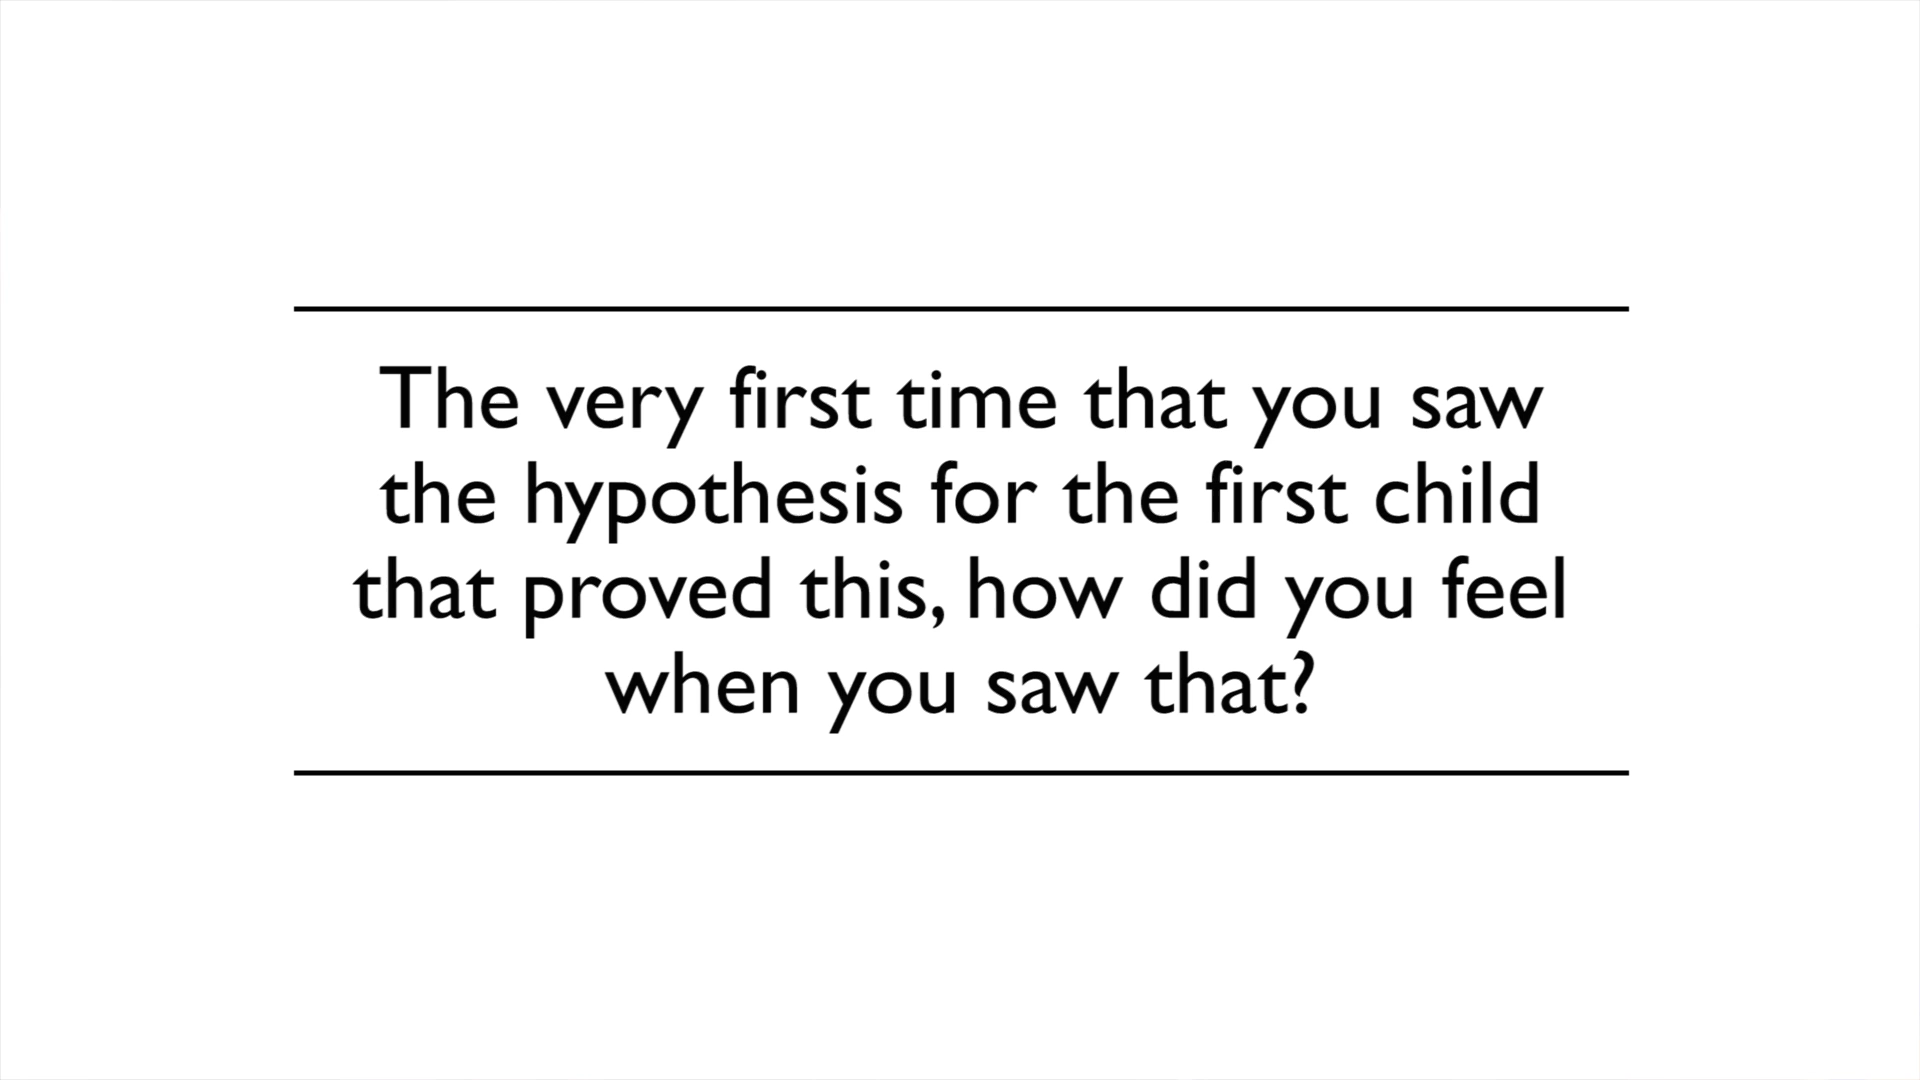 The very first time that you saw
the hypothesis for the first child
that proved this, how did you feel
when you saw that?